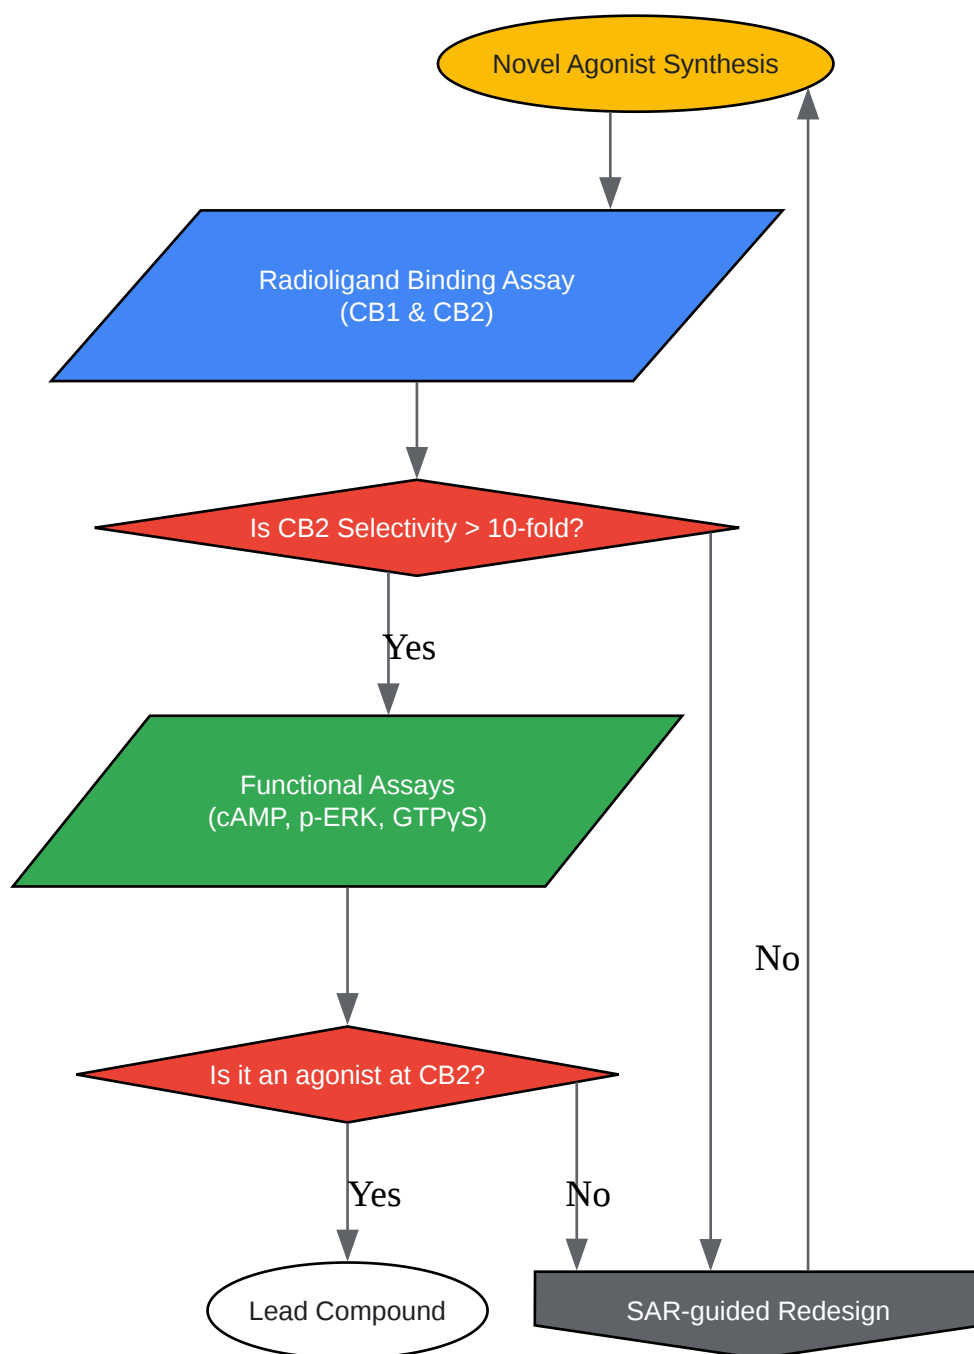 Novel Agonist Synthesis
Radioligand Binding Assay
(CB1 & CB2)
Is CB2 Selectivity > 10-fold?
Yes
Functional Assays
(cAMP, p-ERK, GTPγS)
No
Is it an agonist at CB2?
Yes
No
Lead Compound
SAR-guided Redesign